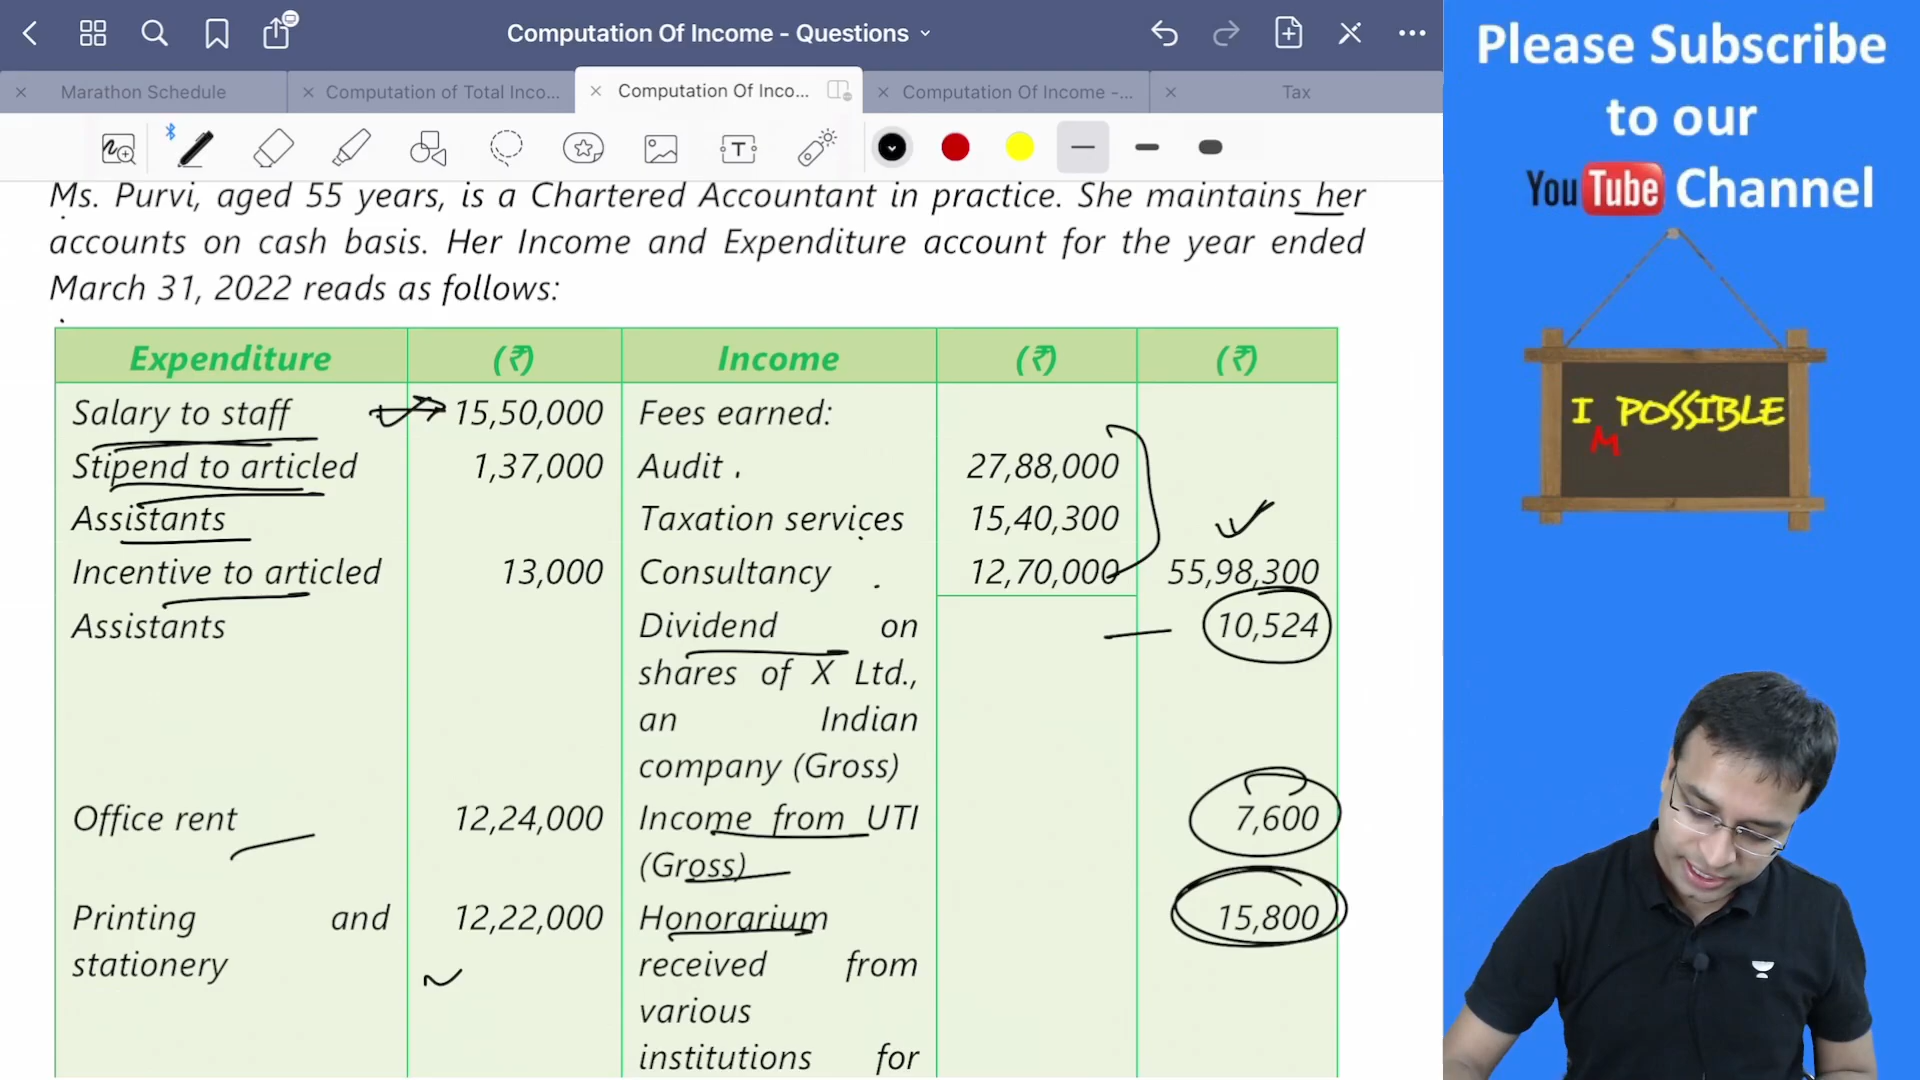 Computation Of Income - Questions
Marathon Schedule
Computation of Total Inco...
Computation Of Inco...
Computation Of Income -...
Tax
Ms. Purvi, aged 55 years, is a Chartered Accountant in practice. She maintains her
accounts on cash basis. Her Income and Expenditure account for the year ended
March 31, 2022 reads as follows:
Expenditure (₹) Income (₹) (₹)
Salary to staff 15,50,000 Fees earned:
Stipend to articled 1,37,000 Audit 27,88,000
Assistants Taxation services 15,40,300
Incentive to articled 13,000 Consultancy 12,70,000 55,98,300
Assistants Dividend on 10,524
shares of X Ltd.,
an Indian
company (Gross)
Office rent 12,24,000 Income from UTI 7,600
(Gross)
Printing and 12,22,000 Honorarium 15,800
stationery received from
various
institutions for
Please Subscribe
to our
YouTube Channel
I POSSIBLE
M